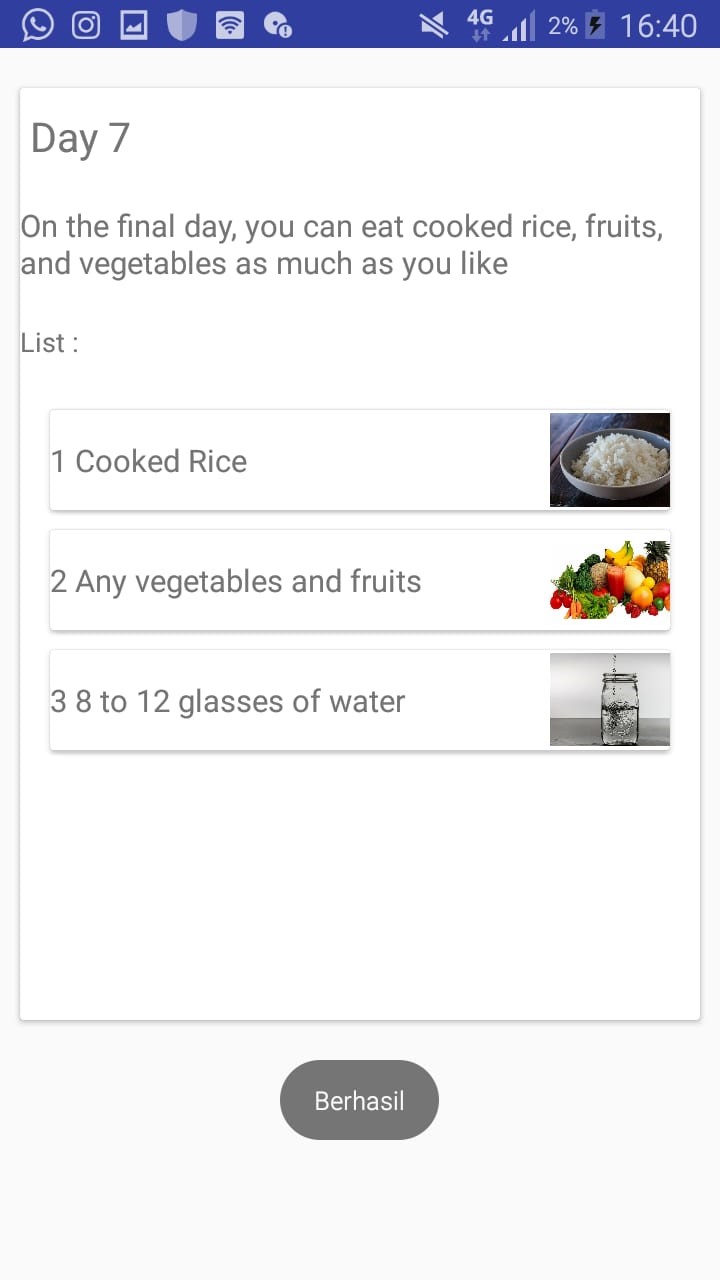 4G 2% 16:40
Day 7
On the final day, you can eat cooked rice, fruits,
and vegetables as much as you like
List :
1 Cooked Rice
2 Any vegetables and fruits
3 8 to 12 glasses of water
Berhasil